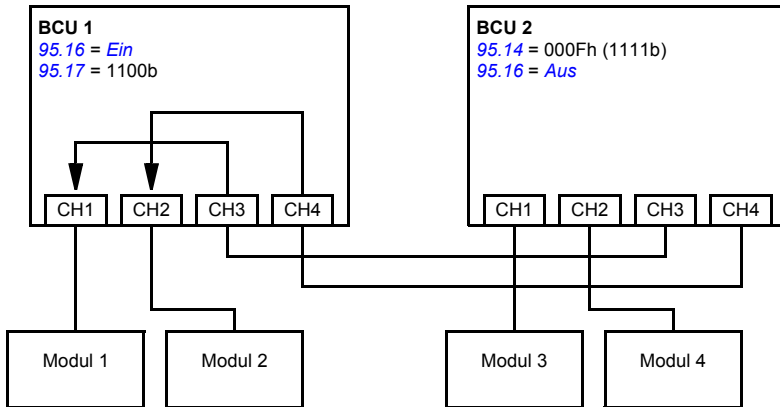 BCU 1
95.16 = Ein
95.17 = 1100b
CH1 CH2 CH3 CH4
BCU 2
95.14 = 000Fh (1111b)
95.16 = Aus
CH1 CH2 CH3 CH4
Modul 1
Modul 2
Modul 3
Modul 4